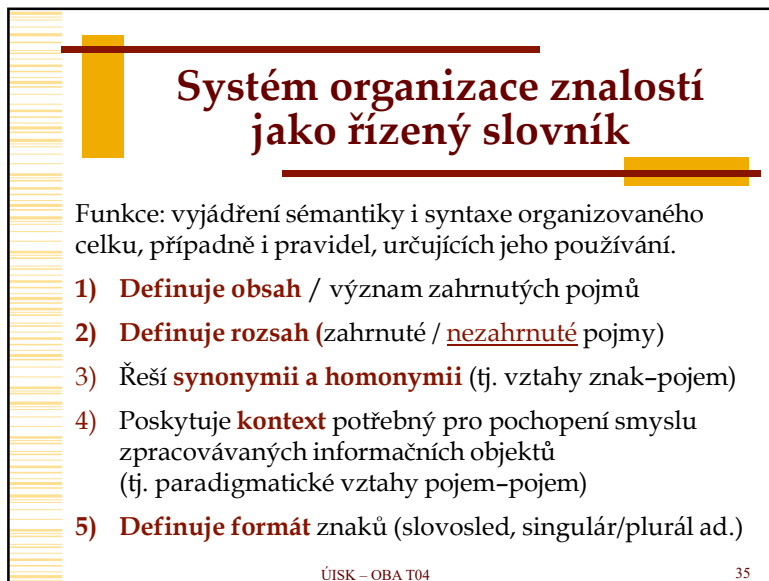 Systém organizace znalostí
jako řízený slovník
Funkce: vyjádření sémantiky i syntaxe organizovaného
celku, případně i pravidel, určujících jeho používání.
1) Definuje obsah / význam zahrnutých pojmů
2) Definuje rozsah (zahrnuté / nezahrnuté pojmy)
3) Řeší synonymii a homonymii (tj. vztahy znak–pojem)
4) Poskytuje kontext potřebný pro pochopení smyslu
zpracovávaných informačních objektů
(tj. paradigmatické vztahy pojem–pojem)
5) Definuje formát znaků (slovosled, singulár/plurál ad.)
ÚISK – OBA T04
35